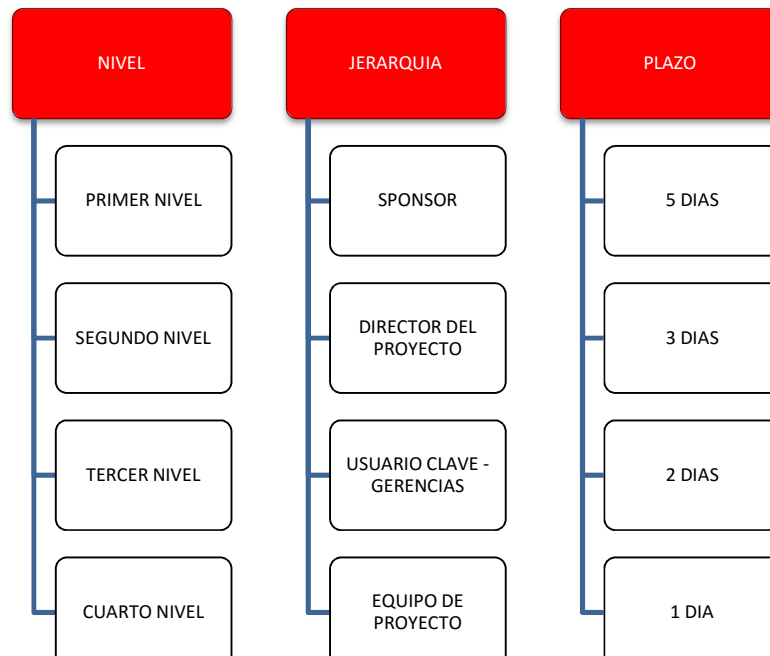 NIVEL
JERARQUIA
PLAZO
PRIMER NIVEL
SPONSOR
5 DIAS
SEGUNDO NIVEL
DIRECTOR DEL
PROYECTO
3 DIAS
TERCER NIVEL
USUARIO CLAVE -
GERENCIAS
2 DIAS
CUARTO NIVEL
EQUIPO DE
PROYECTO
1 DIA